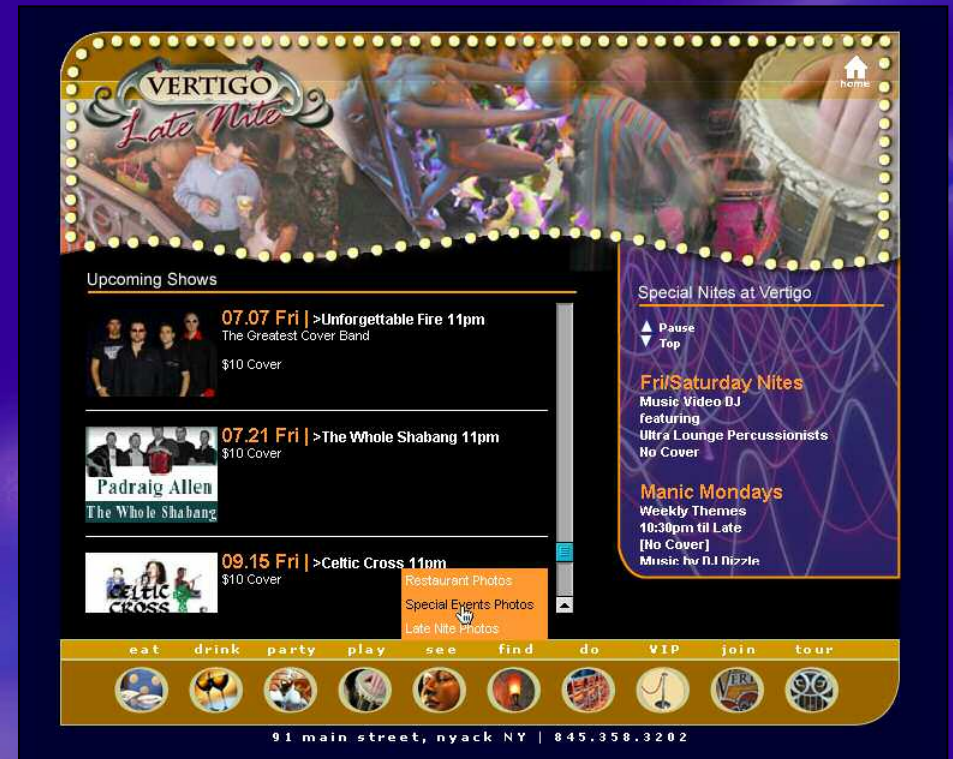 VERTIGO
Late Nite
home
Upcoming Shows
07.07 Fri | >Unforgettable Fire 11pm
The Greatest Cover Band
$10 Cover
07.21 Fri | >The Whole Shabang 11pm
$10 Cover
Padraig Allen
The Whole Shabang
09.15 Fri | >Celtic Cross 11pm
$10 Cover
CELTIC
CROSS
Restaurant Photos
Special Events Photos
Late Nite Photos
Special Nites at Vertigo
Pause
Top
Fri/Saturday Nites
Music Video DJ
featuring
Ultra Lounge Percussionists
No Cover
Manic Mondays
Weekly Themes
10:30pm til Late
[No Cover]
Music by DJ Dizzle
eat drink party play see find do VIP join tour
VERT
91 main street, nyack NY | 845.358.3202